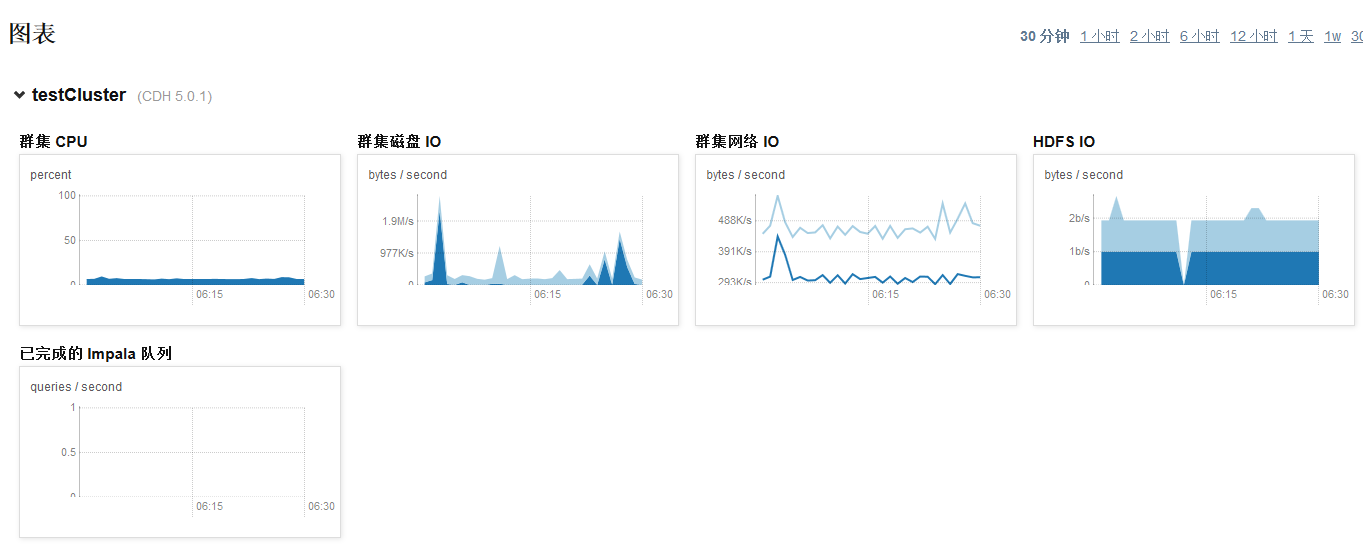 图表
30 分钟 1 小时 2 小时 6 小时 12 小时 1 天 1w 30
testCluster (CDH 5.0.1)
群集 CPU
percent
100
50
0
06:15
06:30
群集磁盘 IO
bytes / second
1.9M/s
977K/s
0
06:15
06:30
群集网络 IO
bytes / second
488K/s
391K/s
293K/s
06:15
06:30
HDFS IO
bytes / second
2b/s
1b/s
0
06:15
06:30
已完成的 Impala 队列
queries / second
1
0.5
0
06:15
06:30